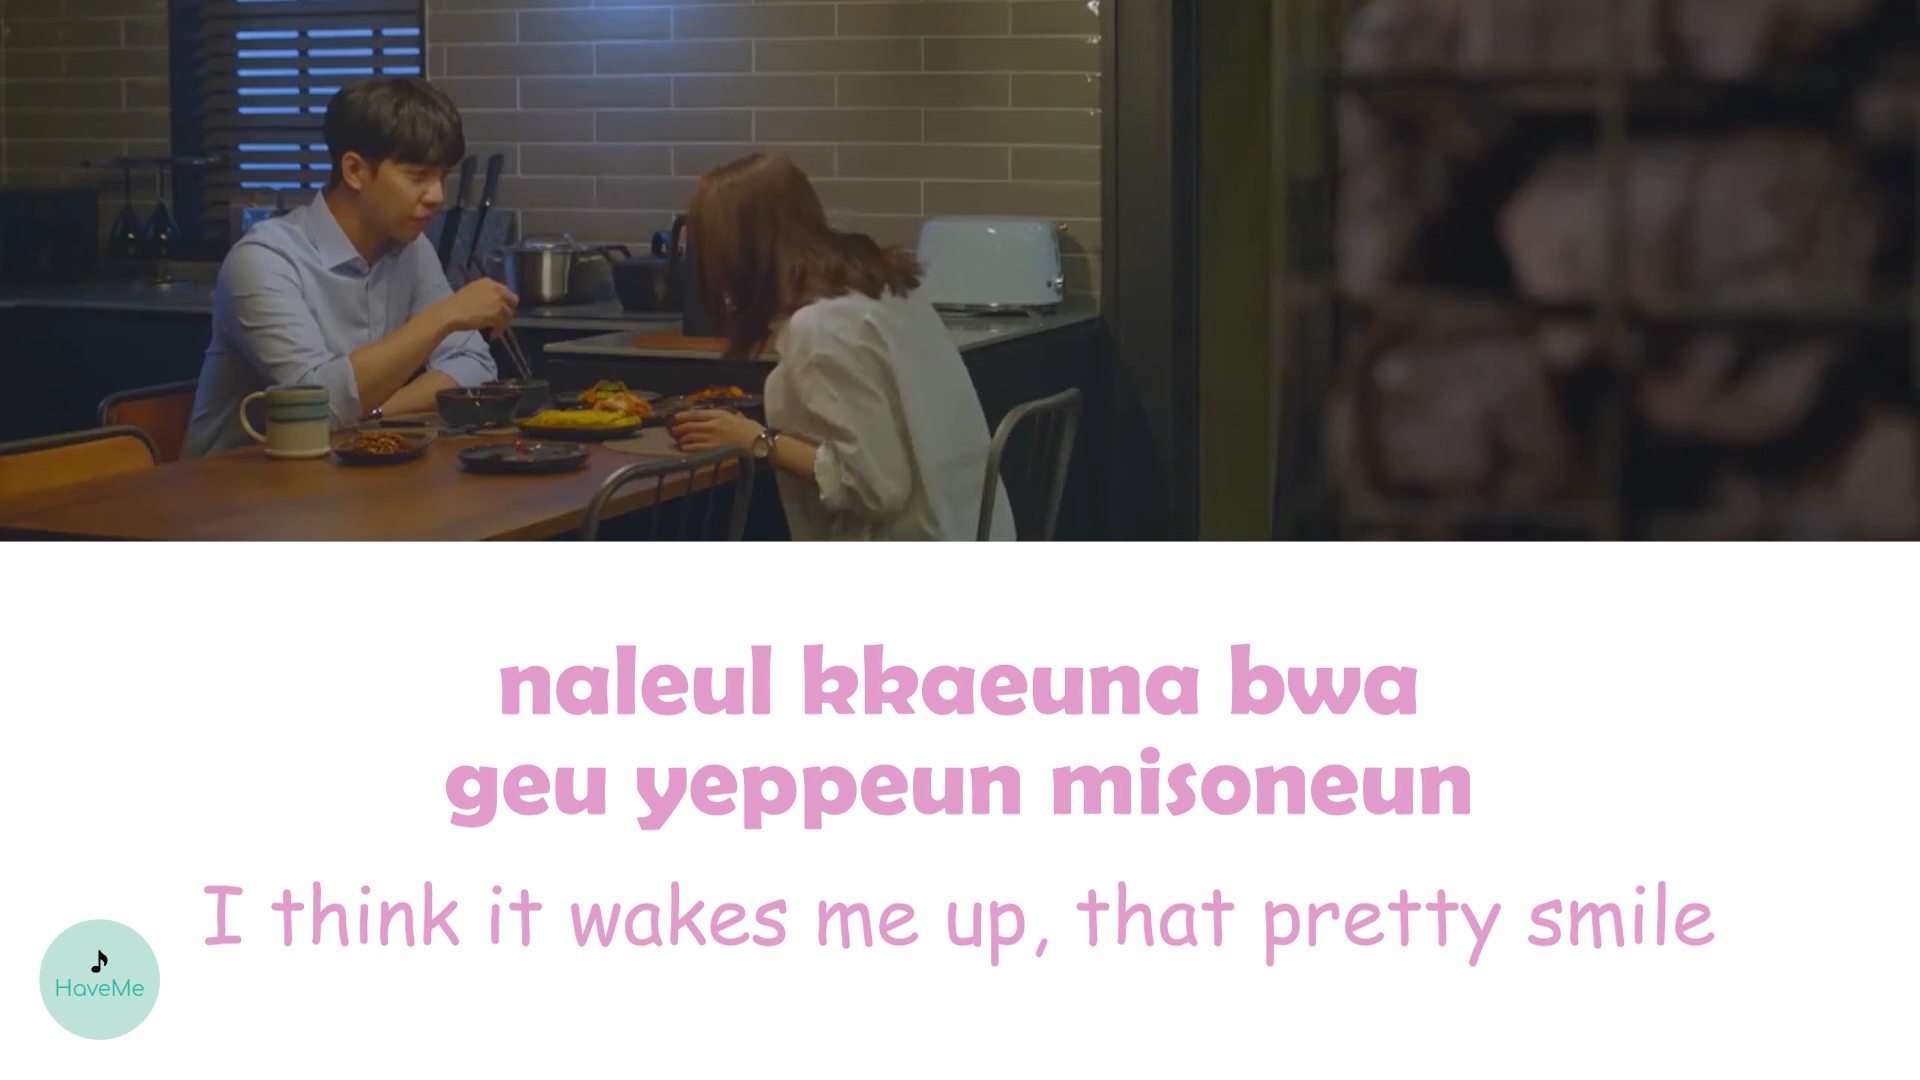 naleul kkaeuna bwa
geu yeppeun misoneun
I think it wakes me up, that pretty smile
HaveMe